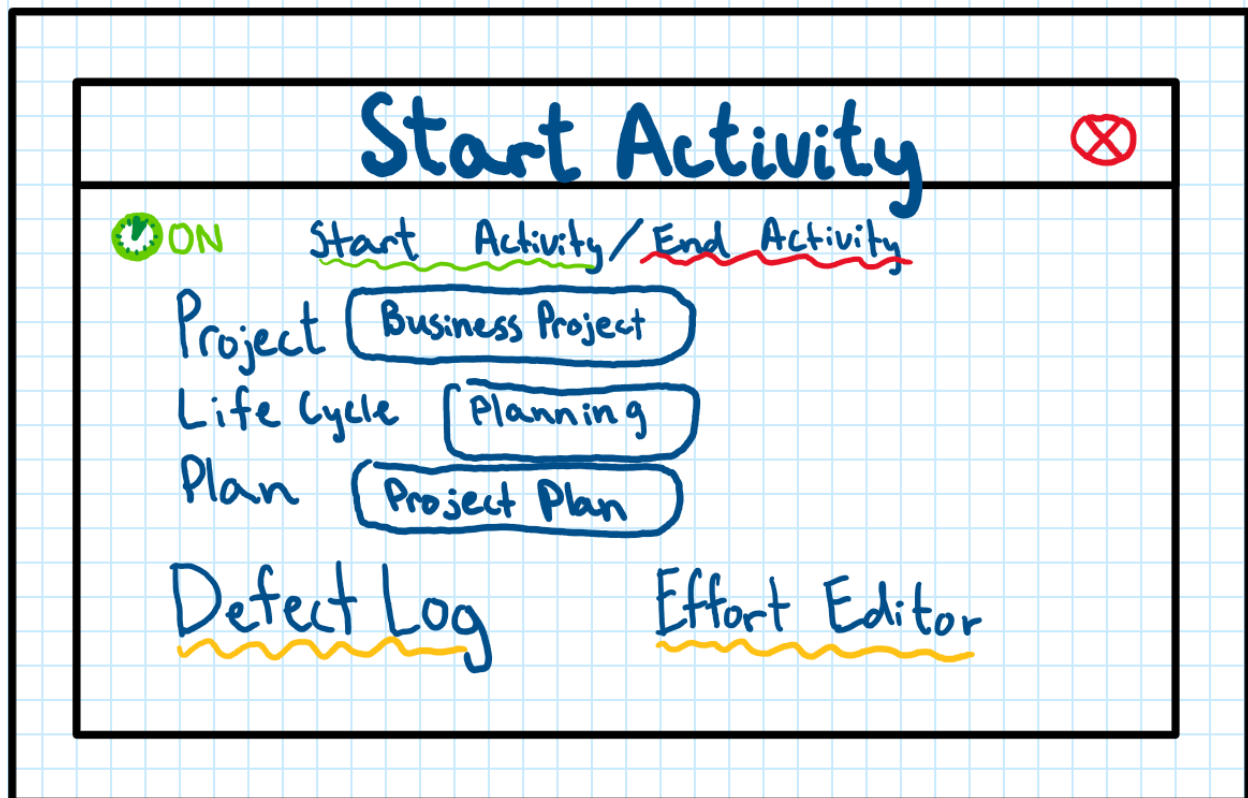 Start Activity
ON Start Activity/End Activity
Project Business Project
Life Cycle Planning
Plan Project Plan
Defect Log Effort Editor